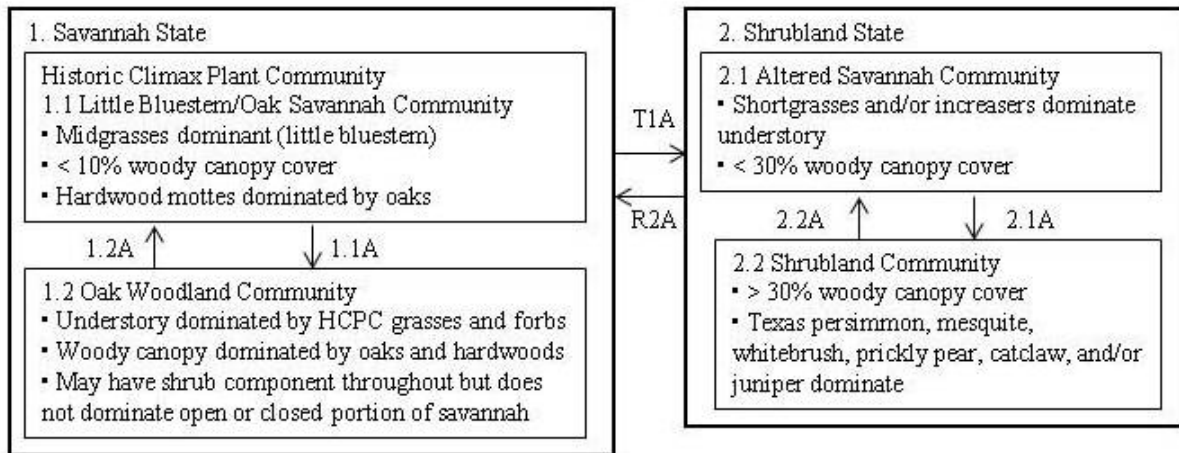 1. Savannah State
Historic Climax Plant Community
1.1 Little Bluestem/Oak Savannah Community
▪ Midgrasses dominant (little bluestem)
▪ < 10% woody canopy cover
▪ Hardwood mottes dominated by oaks
1.2A
1.1A
1.2 Oak Woodland Community
▪ Understory dominated by HCPC grasses and forbs
▪ Woody canopy dominated by oaks and hardwoods
▪ May have shrub component throughout but does
not dominate open or closed portion of savannah
T1A
R2A
2. Shrubland State
2.1 Altered Savannah Community
▪ Shortgrasses and/or increasers dominate
understory
▪ < 30% woody canopy cover
2.2A
2.1A
2.2 Shrubland Community
▪ > 30% woody canopy cover
▪ Texas persimmon, mesquite,
whitebrush, prickly pear, catclaw, and/or
juniper dominate